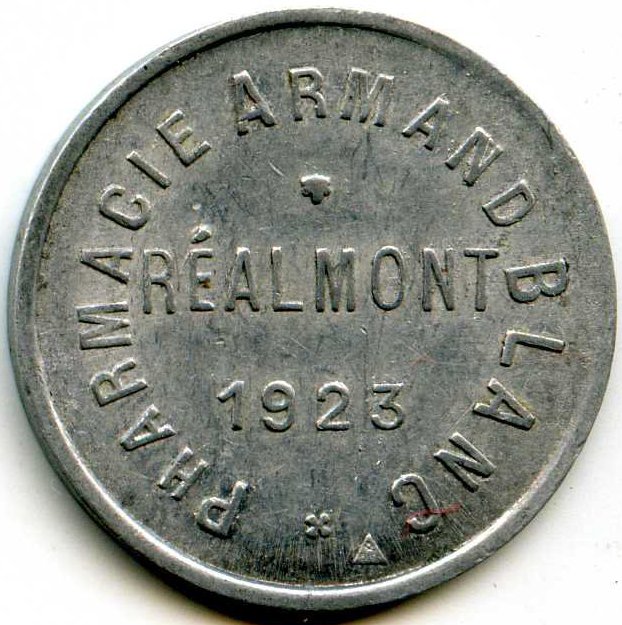 PHARMACIE ARMAND BLANC
RÉALMONT
1923